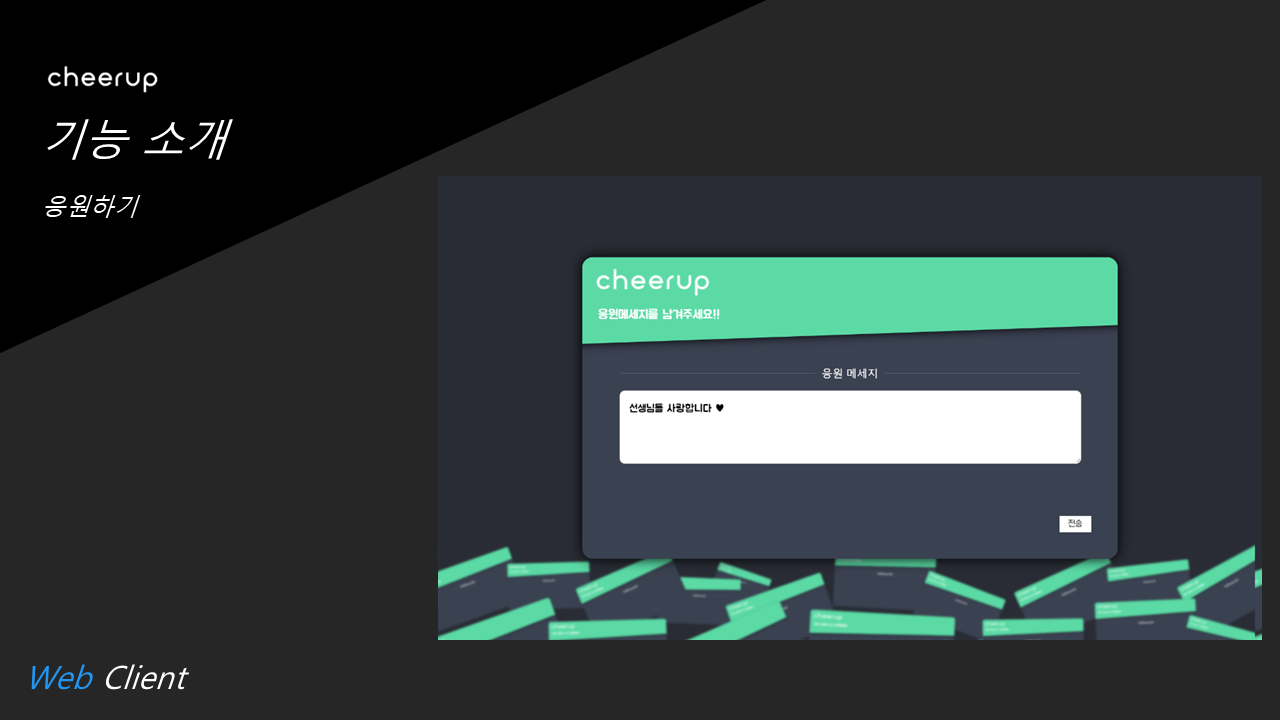 cheerup
기능 소개
응원하기
cheerup
응원메세지를 남겨주세요!!
응원 메세지
선생님들 사랑합니다 ♥
전송
Web Client